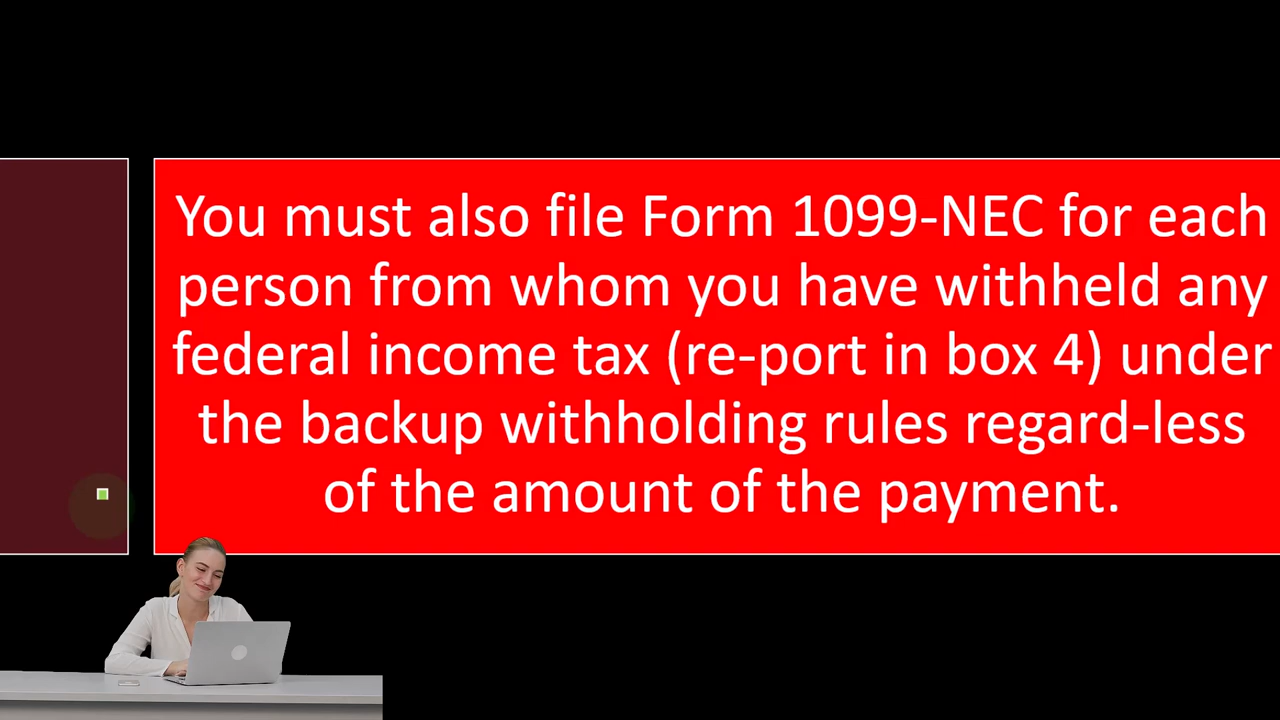 You must also file Form 1099-NEC for each
person from whom you have withheld any
federal income tax (re-port in box 4) under
the backup withholding rules regard-less
of the amount of the payment.